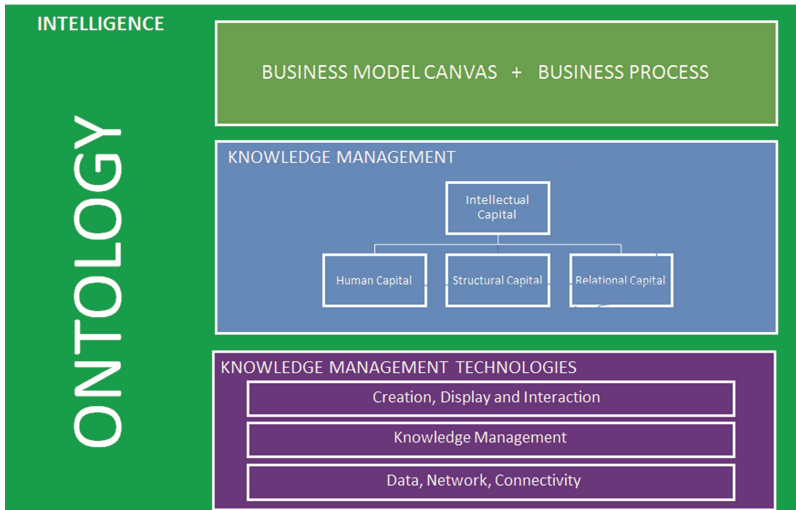 INTELLIGENCE
ONTOLOGY
BUSINESS MODEL CANVAS + BUSINESS PROCESS
KNOWLEDGE MANAGEMENT
Intellectual
Capital
Human Capital
Structural Capital
Relational Capital
KNOWLEDGE MANAGEMENT TECHNOLOGIES
Creation, Display and Interaction
Knowledge Management
Data, Network, Connectivity